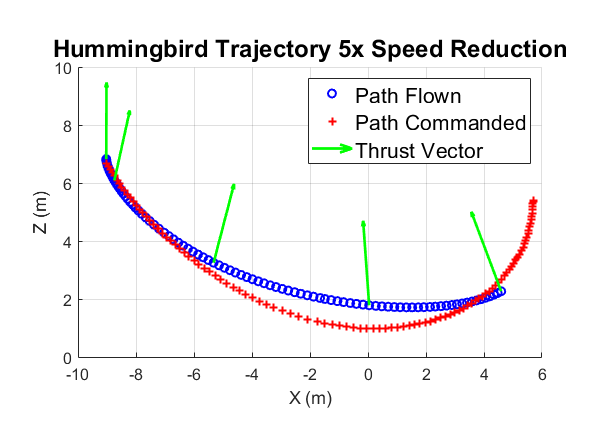 Hummingbird Trajectory 5x Speed Reduction
Path Flown
Path Commanded
Thrust Vector
Z (m)
10
8
6
4
2
0
-10 -8 -6 -4 -2 0 2 4 6
X (m)